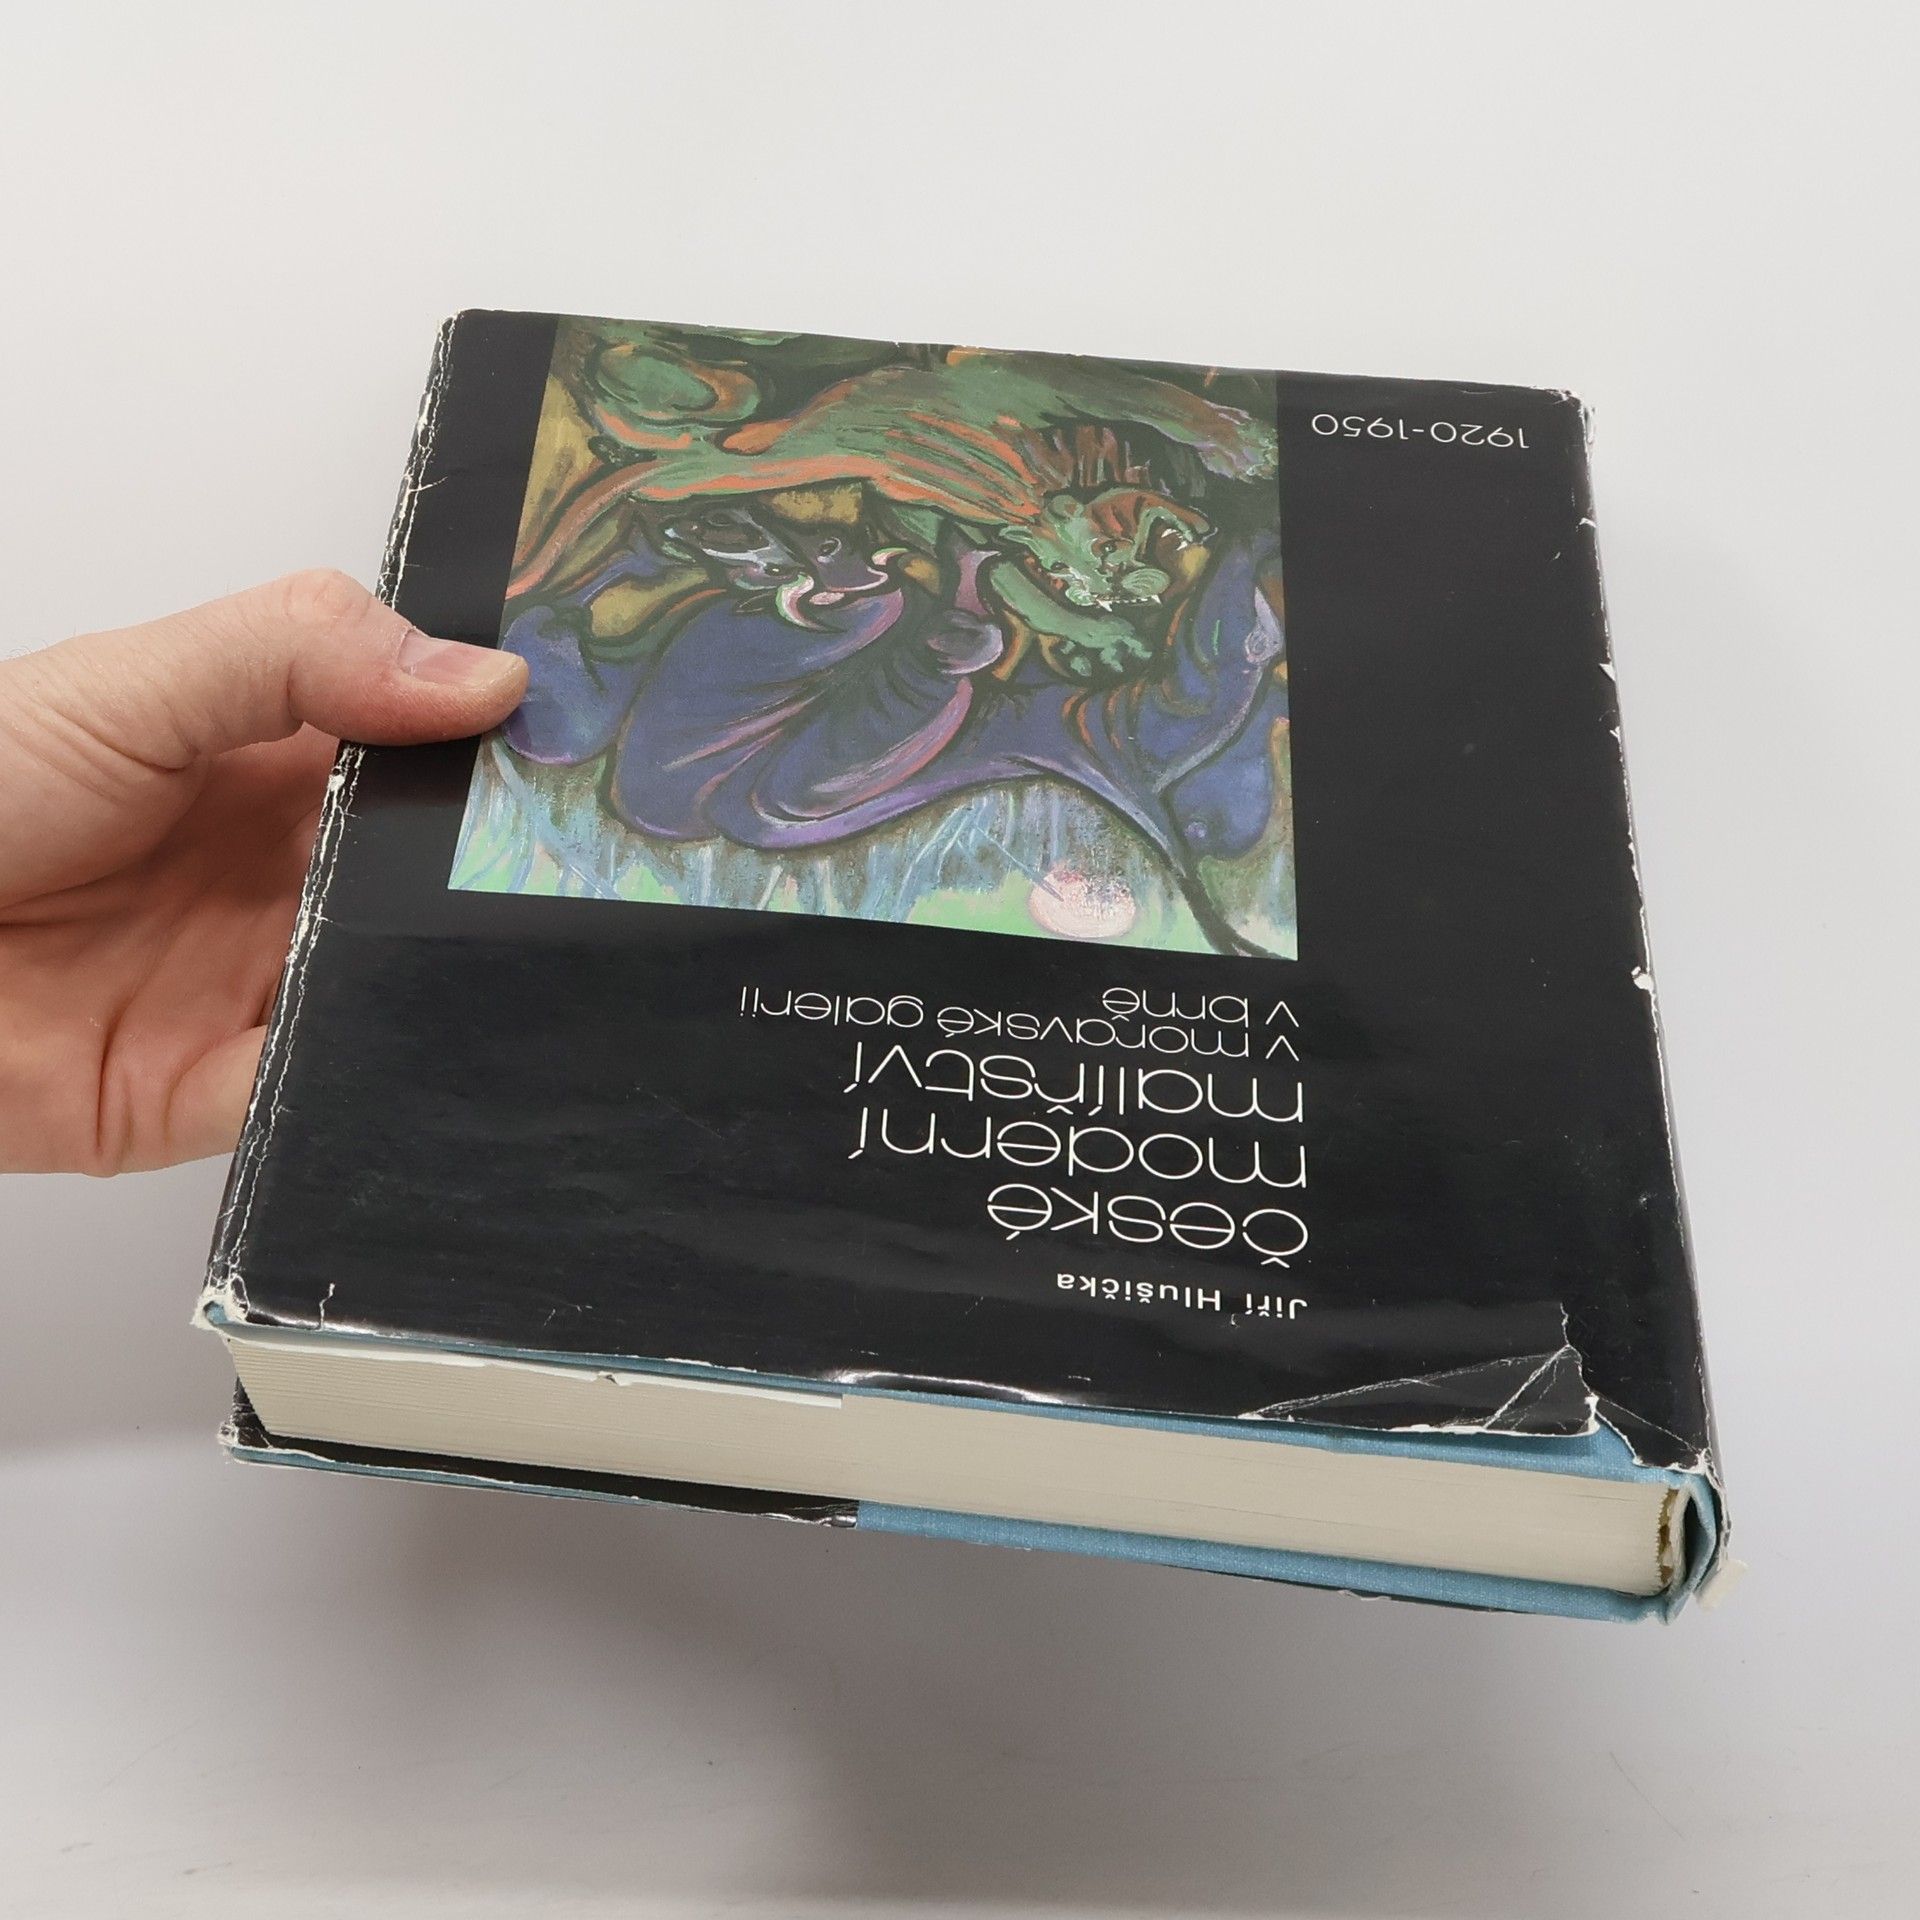 Jiří Hlušička
české
moderní
malířství
v moravské galerii
v brně
1920-1950